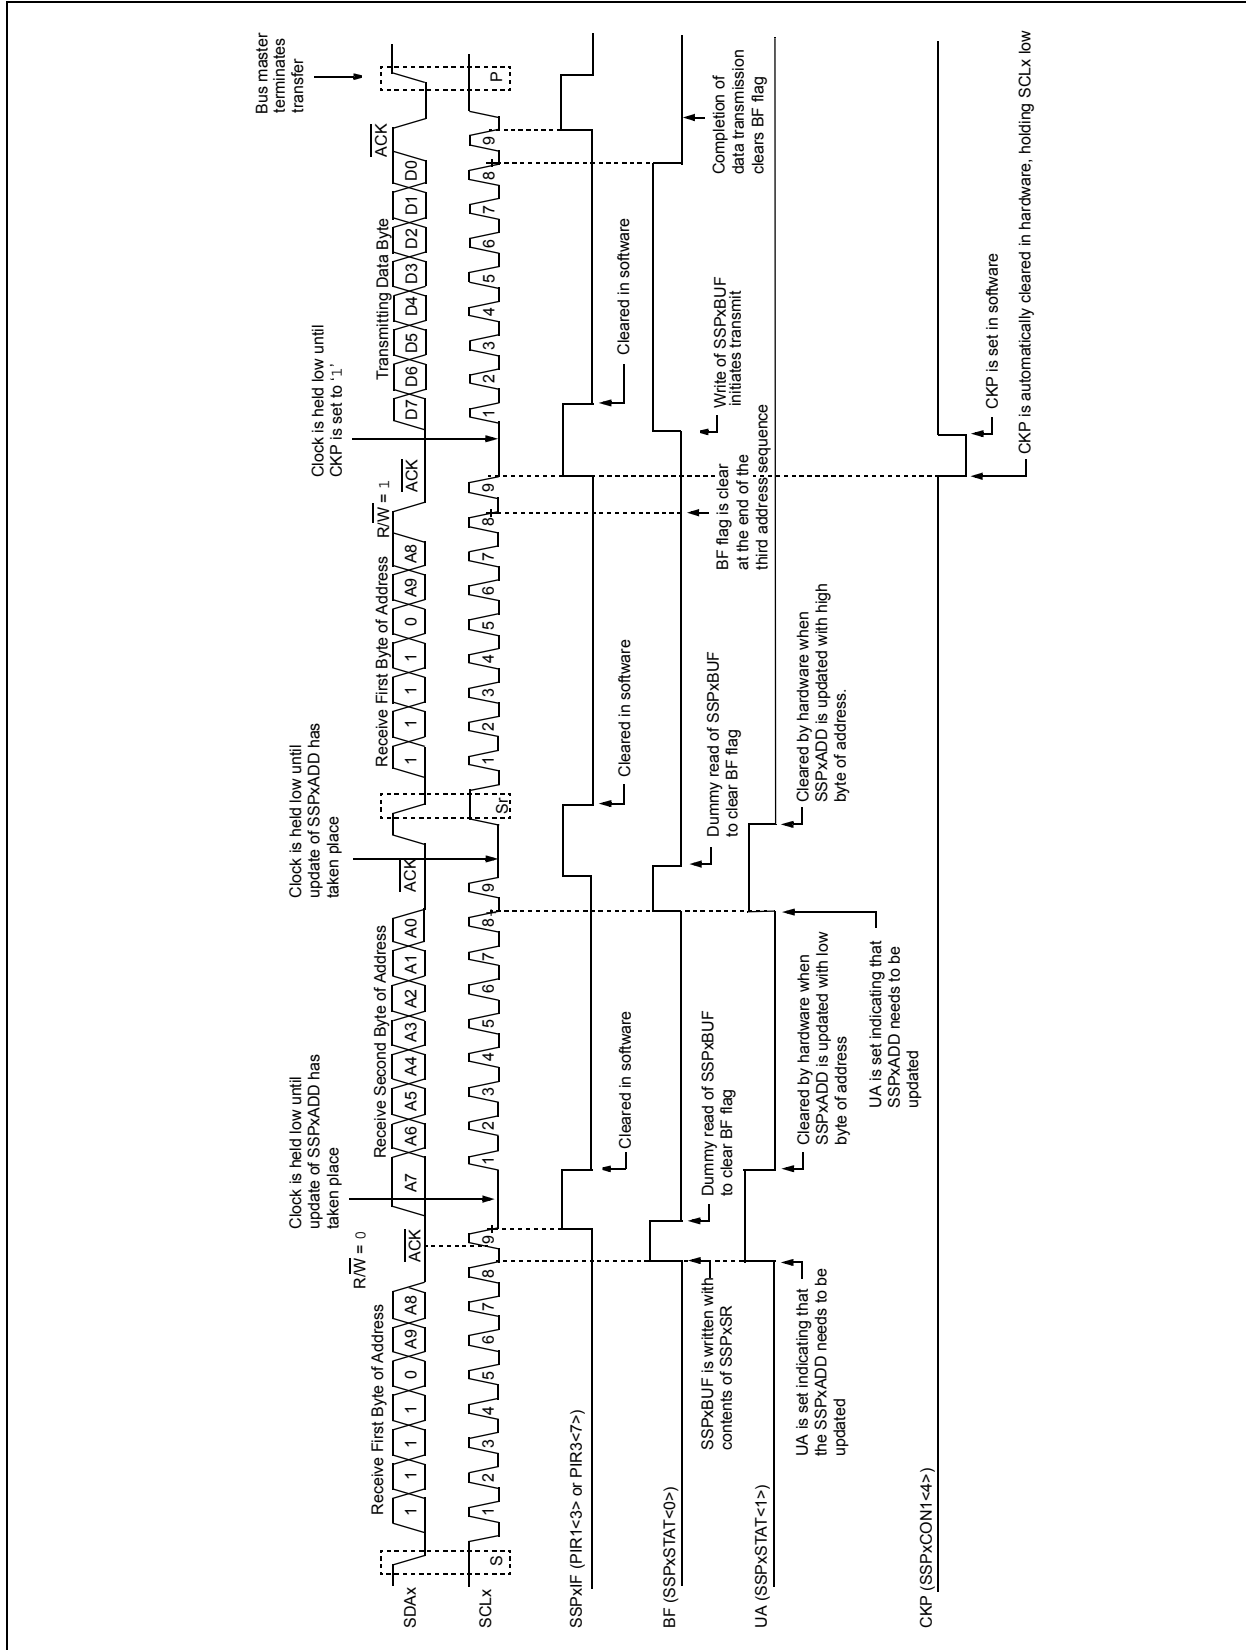 Bus master
terminates
transfer
Clock is held low until
CKP is set to ‘1’
Clock is held low until
update of SSPxADD has
taken place
Clock is held low until
update of SSPxADD has
taken place
Receive First Byte of Address
R/W = 0
ACK
Receive Second Byte of Address
ACK
Receive First Byte of Address
R/W = 1
ACK
Transmitting Data Byte
ACK
SDAx
1 1 1 1 0 A9 A8
A7 A6 A5 A4 A3 A2 A1 A0
1 1 1 1 0 A9 A8
D7 D6 D5 D4 D3 D2 D1 D0
SCLx
S
1 2 3 4 5 6 7 8 9
1 2 3 4 5 6 7 8 9
Sr
1 2 3 4 5 6 7 8 9
1 2 3 4 5 6 7 8 9
P
SSPxIF (PIR1<3> or PIR3<7>)
Cleared in software
Cleared in software
Cleared in software
BF (SSPxSTAT<0>)
SSPxBUF is written with
contents of SSPxSR
Dummy read of SSPxBUF
to clear BF flag
Dummy read of SSPxBUF
to clear BF flag
BF flag is clear
at the end of the
third address sequence
Write of SSPxBUF
initiates transmit
Completion of
data transmission
clears BF flag
UA (SSPxSTAT<1>)
UA is set indicating that
the SSPxADD needs to be
updated
Cleared by hardware when
SSPxADD is updated with low
byte of address
UA is set indicating that
SSPxADD needs to be
updated
Cleared by hardware when
SSPxADD is updated with high
byte of address.
CKP (SSPxCON1<4>)
CKP is set in software
CKP is automatically cleared in hardware, holding SCLx low